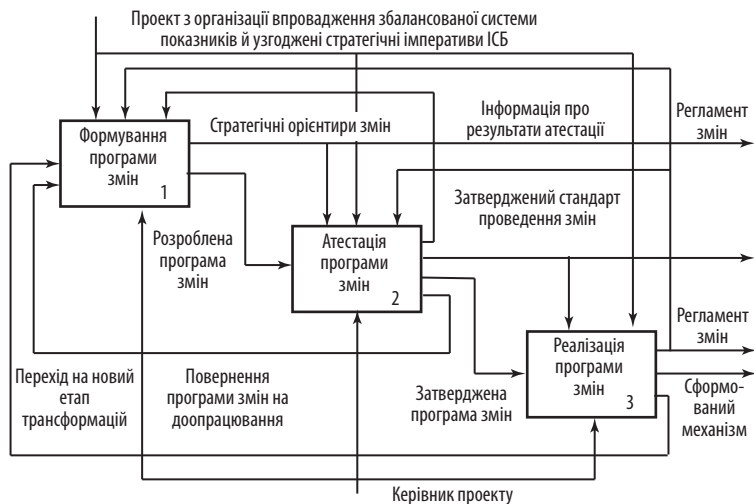 Проект з організації впровадження збалансованої системи
показників й узгоджені стратегічні імперативи ІСБ
Формування
програми
змін
1
Стратегічні орієнтири змін
Інформація про
результати атестації
Регламент
змін
Розроблена
програма
змін
Атестація
програми
змін
2
Затверджений стандарт
проведення змін
Перехід на новий
етап
трансформацій
Повернення
програми змін на
доопрацювання
Затверджена
програма змін
Реалізація
програми
змін
3
Регламент
змін
Сформо-
ваний
механізм
Керівник проекту